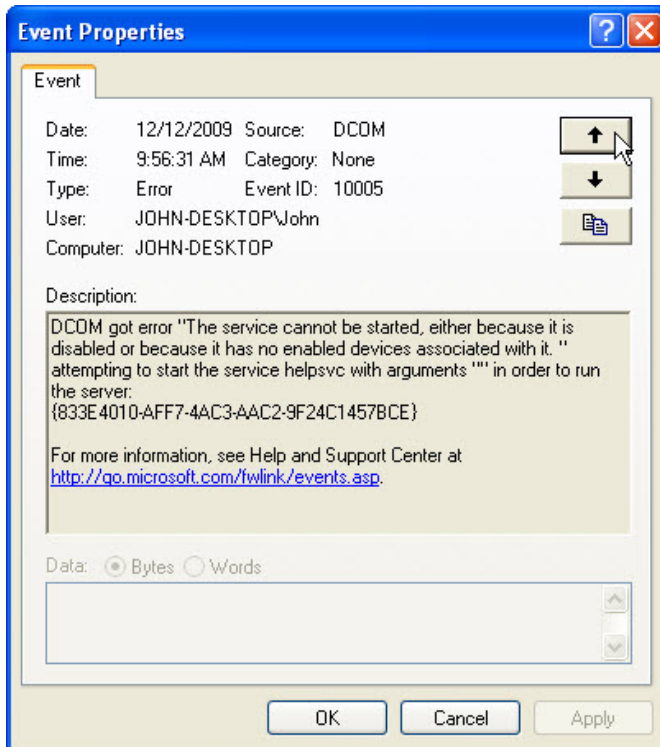 Event Properties
Event
Date: 12/12/2009 Source: DCOM
Time: 9:56:31 AM Category: None
Type: Error Event ID: 10005
User: JOHN-DESKTOP\John
Computer: JOHN-DESKTOP
Description:
DCOM got error "The service cannot be started, either because it is
disabled or because it has no enabled devices associated with it. "
attempting to start the service helpsvc with arguments "" in order to run
the server:
{833E4010-AFF7-4AC3-AAC2-9F24C1457BCE}
For more information, see Help and Support Center at
http://go.microsoft.com/fwlink/events.asp.
Data: Bytes Words
OK Cancel Apply